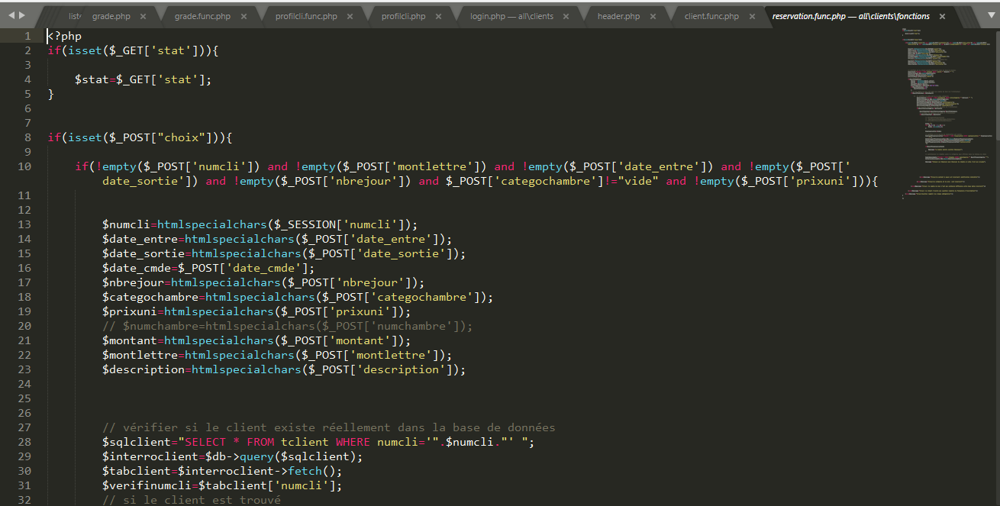 listc grade.php × grade.func.php × profilcli.func.php × profilcli.php × login.php — all\clients × header.php × client.func.php × reservation.func.php — all\clients\fonctions ×
1 <?php
2 if(isset($_GET['stat'])){
3
4 $stat=$_GET['stat'];
5 }
6
7
8 if(isset($_POST["choix"])){
9
10 if(!empty($_POST['numcli']) and !empty($_POST['montlettre']) and !empty($_POST['date_entre']) and !empty($_POST['
date_sortie']) and !empty($_POST['nbrejour']) and $_POST['categochambre']!="vide" and !empty($_POST['prixuni'])){
11
12
13 $numcli=htmlspecialchars($_SESSION['numcli']);
14 $date_entre=htmlspecialchars($_POST['date_entre']);
15 $date_sortie=htmlspecialchars($_POST['date_sortie']);
16 $date_cmde=$_POST['date_cmde'];
17 $nbrejour=htmlspecialchars($_POST['nbrejour']);
18 $categochambre=htmlspecialchars($_POST['categochambre']);
19 $prixuni=htmlspecialchars($_POST['prixuni']);
20 // $numchambre=htmlspecialchars($_POST['numchambre']);
21 $montant=htmlspecialchars($_POST['montant']);
22 $montlettre=htmlspecialchars($_POST['montlettre']);
23 $description=htmlspecialchars($_POST['description']);
24
25
26
27 // vérifier si le client existe réellement dans la base de données
28 $sqlclient="SELECT * FROM tclient WHERE numcli='".$numcli."' ";
29 $interroclient=$db->query($sqlclient);
30 $tabclient=$interroclient->fetch();
31 $verifinumcli=$tabclient['numcli'];
32 // si le client est trouvé